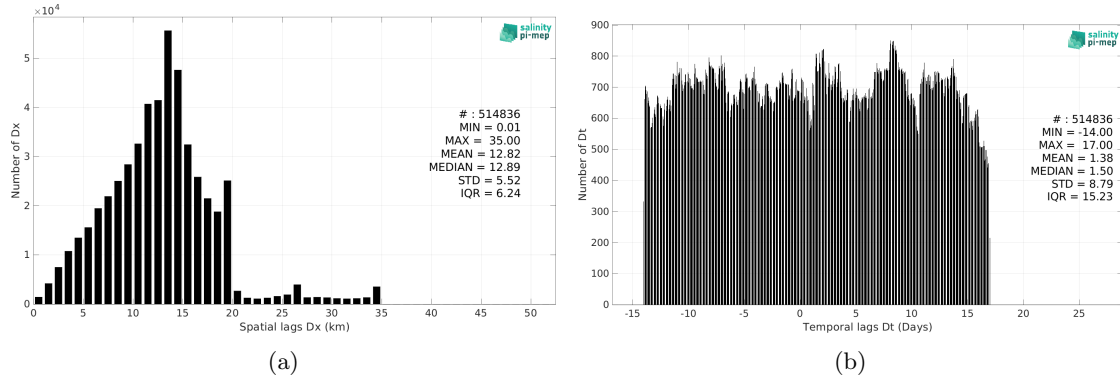 ×10⁴
Number of Dx
5
4
3
2
1
0
0 5 10 15 20 25 30 35 40 45 50
Spatial lags Dx (km)
salinity
pi-mep
# : 514836
MIN = 0.01
MAX = 35.00
MEAN = 12.82
MEDIAN = 12.89
STD = 5.52
IQR = 6.24
(a)
Number of Dt
900
800
700
600
500
400
300
200
100
0
-15 -10 -5 0 5 10 15 20 25
Temporal lags Dt (Days)
salinity
pi-mep
# : 514836
MIN = -14.00
MAX = 17.00
MEAN = 1.38
MEDIAN = 1.50
STD = 8.79
IQR = 15.23
(b)